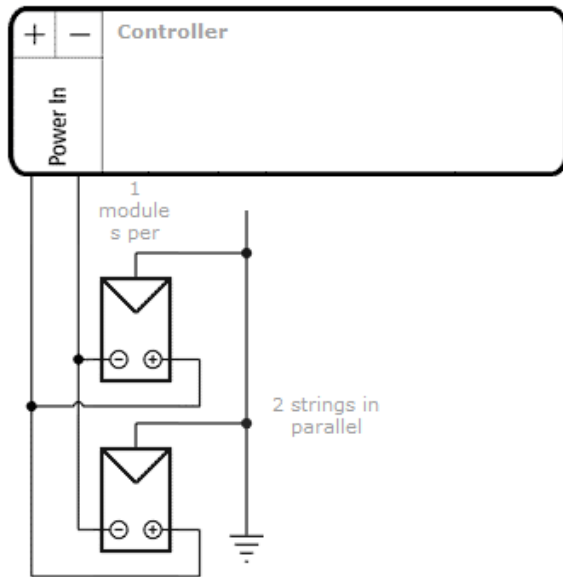 + − Controller
Power In
1
module
s per
− +
2 strings in
parallel
− +